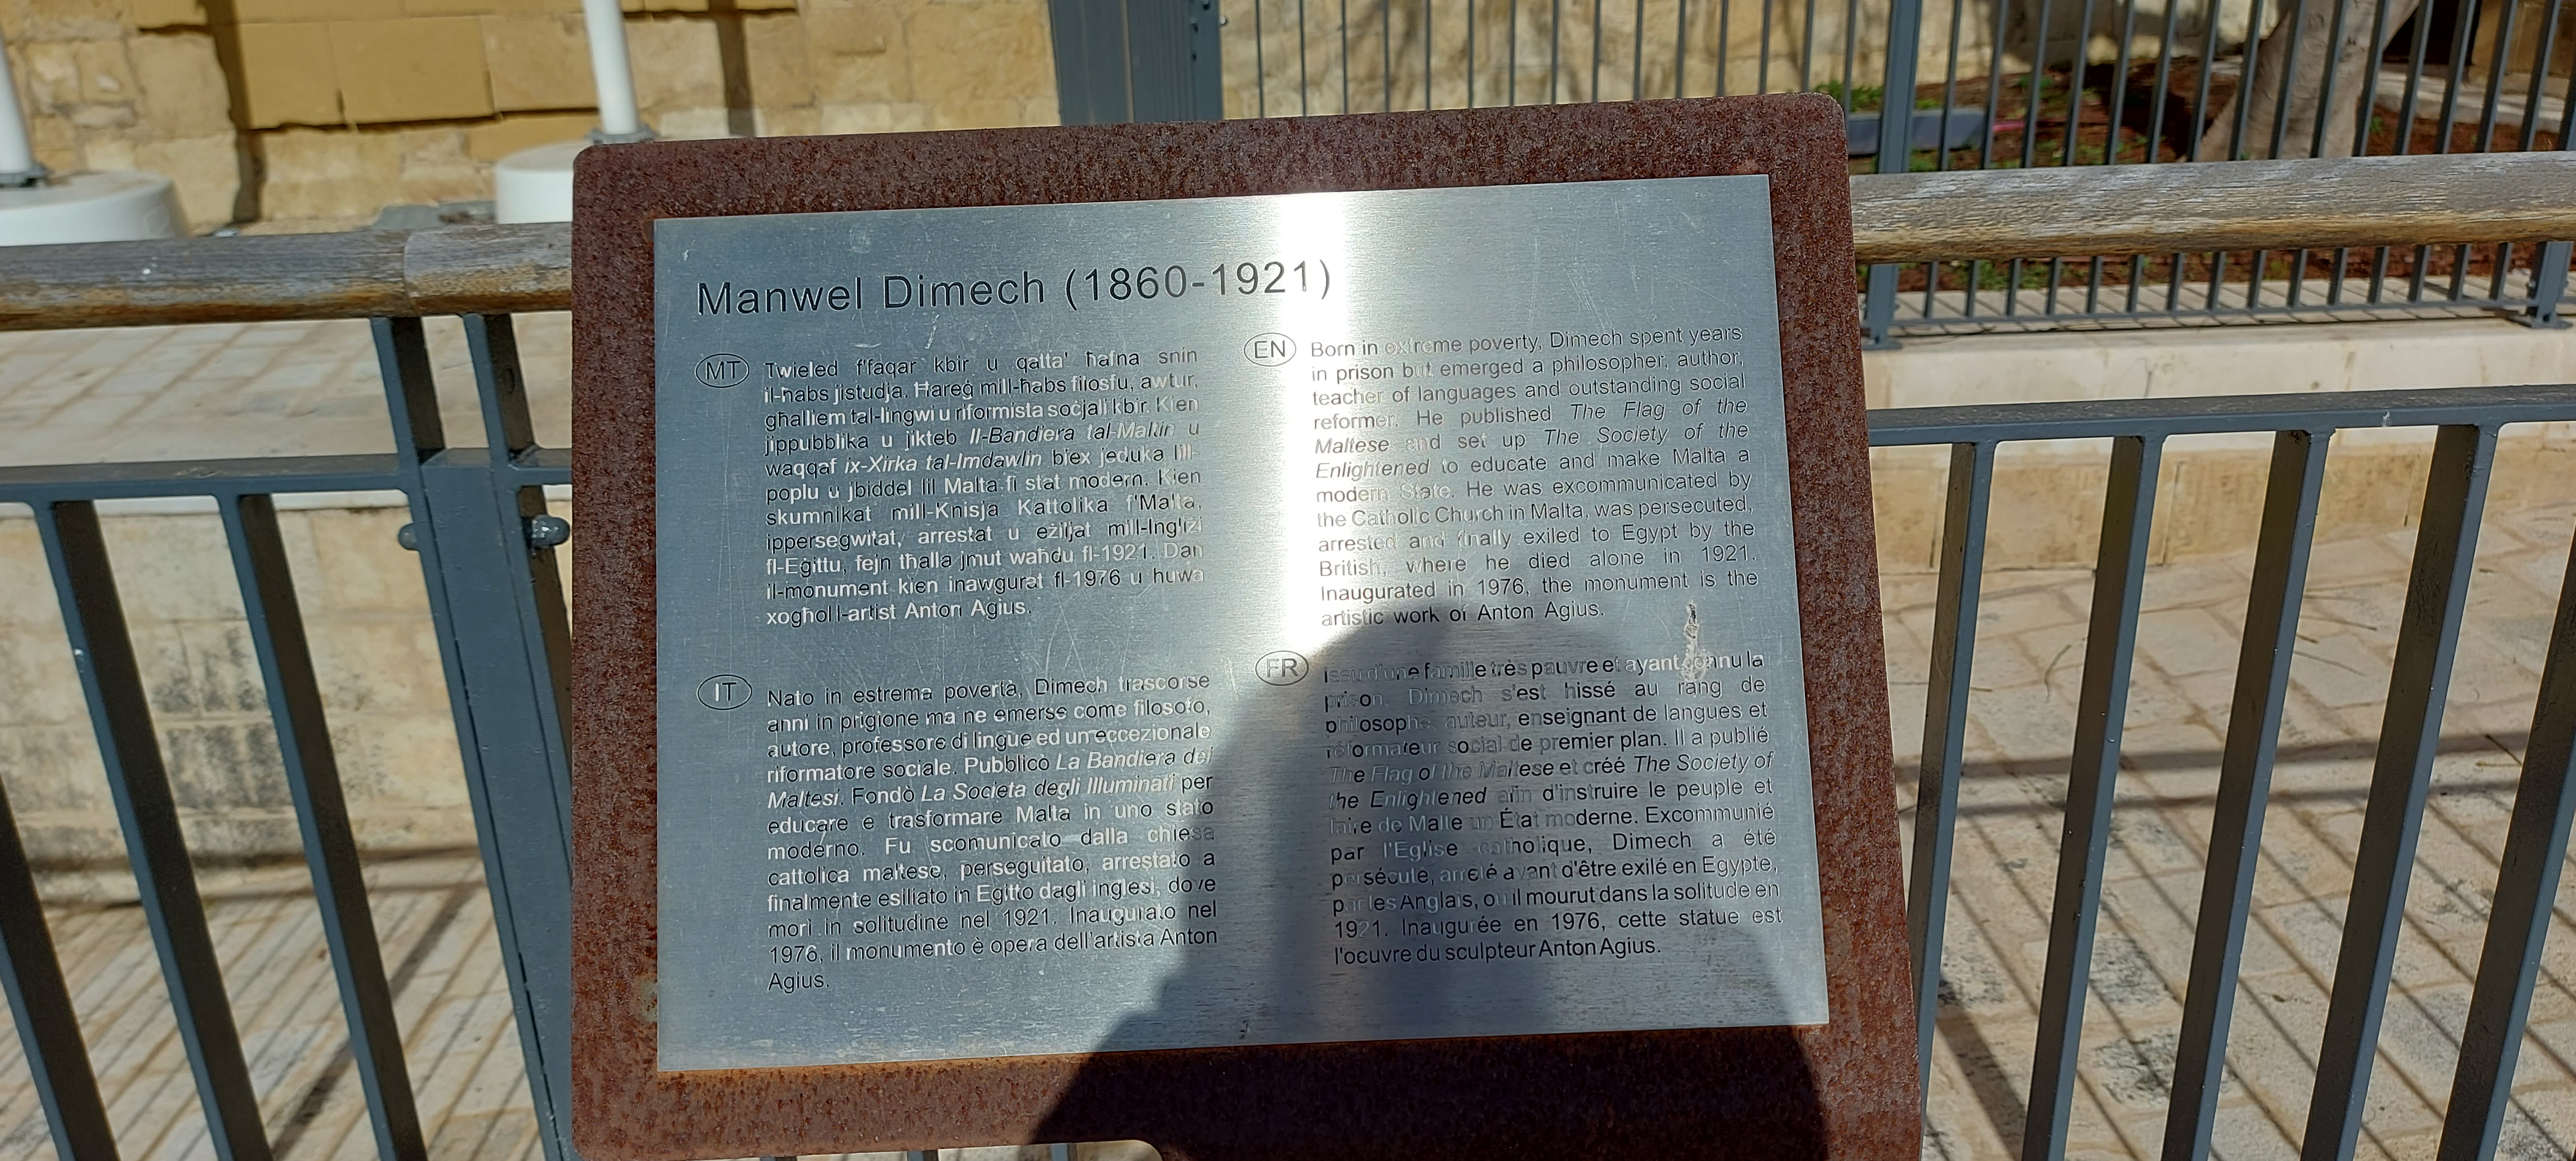 Manwel Dimech (1860-1921)
MT
Twieled f'faqar kbir u qatta' ħafna snin
il-ħabs jistudja. Ħareġ mill-ħabs filosfu, awtur,
għalliem tal-lingwi u riformista soċjali kbir. Kien
jippubblika u jikteb Il-Bandiera tal-Maltin u
waqqaf ix-Xirka tal-Imdawlin biex jeduka lill-
poplu u jbiddel lil Malta fi stat modern. Kien
skumnikat mill-Knisja Kattolika f'Malta,
ippersegwitat, arrestat u eżiljat mill-Ingliżi
fl-Eġittu, fejn tħalla jmut waħdu fl-1921. Dan
il-monument kien inawgurat fl-1976 u huwa
xogħol l-artist Anton Agius.
EN
Born in extreme poverty, Dimech spent years
in prison but emerged a philosopher, author,
teacher of languages and outstanding social
reformer. He published The Flag of the
Maltese and set up The Society of the
Enlightened to educate and make Malta a
modern State. He was excommunicated by
the Catholic Church in Malta, was persecuted,
arrested and finally exiled to Egypt by the
British, where he died alone in 1921.
Inaugurated in 1976, the monument is the
artistic work of Anton Agius.
IT
Nato in estrema povertà, Dimech trascorse
anni in prigione ma ne emerse come filosofo,
autore, professore di lingue ed un'eccezionale
riformatore sociale. Pubblicò La Bandiera dei
Maltesi. Fondò La Società degli Illuminati per
educare e trasformare Malta in uno stato
moderno. Fu scomunicato dalla chiesa
cattolica maltese, perseguitato, arrestato a
finalmente esiliato in Egitto dagli inglesi, dove
morì in solitudine nel 1921. Inaugurato nel
1976, il monumento è opera dell'artista Anton
Agius.
FR
Issu d'une famille très pauvre et ayant connu la
prison, Dimech s'est hissé au rang de
philosophe, auteur, enseignant de langues et
réformateur social de premier plan. Il a publié
The Flag of the Maltese et créé The Society of
the Enlightened afin d'instruire le peuple et
faire de Malte un État moderne. Excommunié
par l'Eglise catholique, Dimech a été
persécuté, arrêté avant d'être exilé en Egypte,
par les Anglais, où il mourut dans la solitude en
1921. Inaugurée en 1976, cette statue est
l'oeuvre du sculpteur Anton Agius.